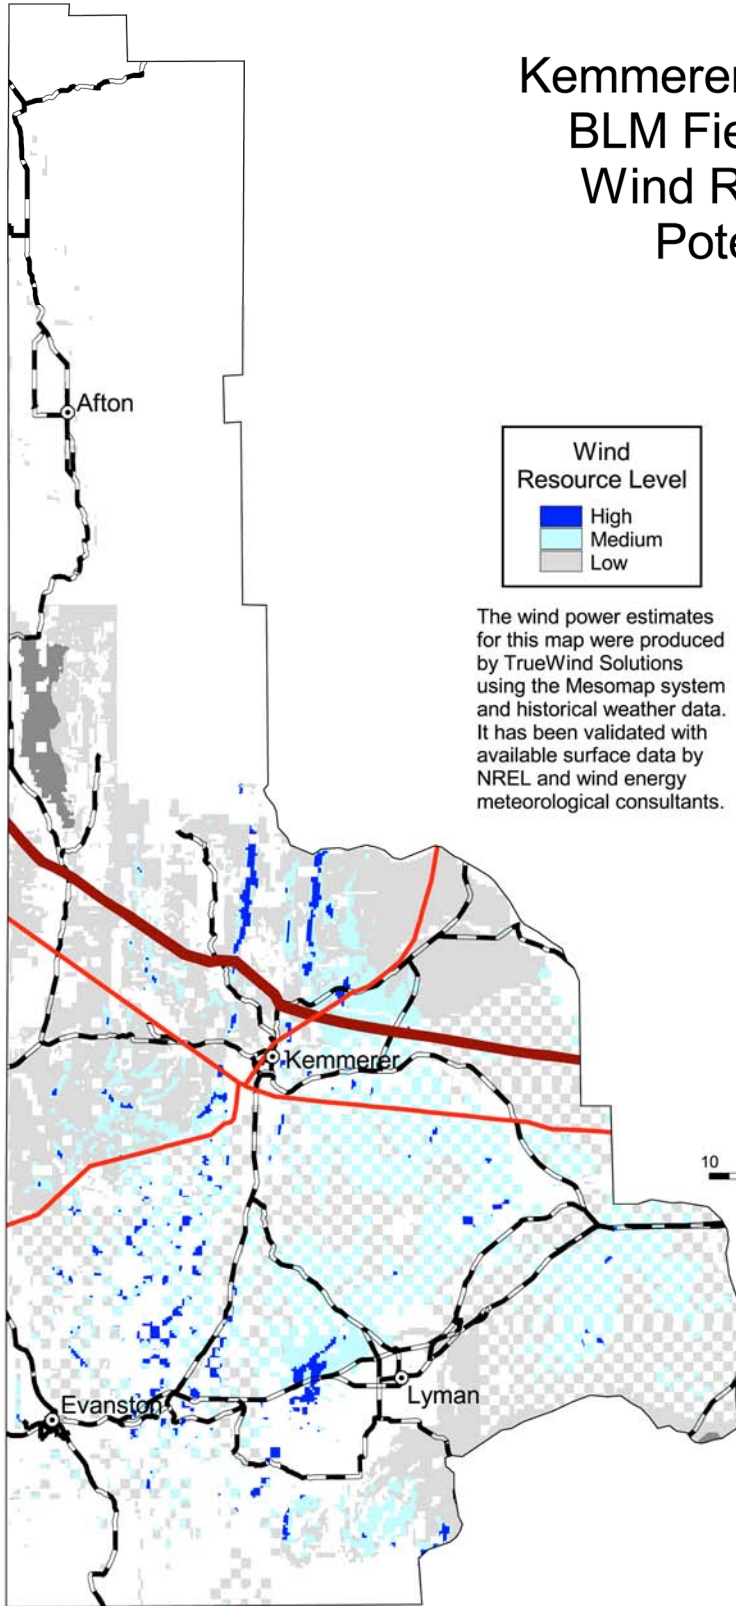 Kemmerer
BLM Fie
Wind R
Pote
Afton
Wind
Resource Level
High
Medium
Low
The wind power estimates
for this map were produced
by TrueWind Solutions
using the Mesomap system
and historical weather data.
It has been validated with
available surface data by
NREL and wind energy
meteorological consultants.
Kemmerer
10
Lyman
Evanston